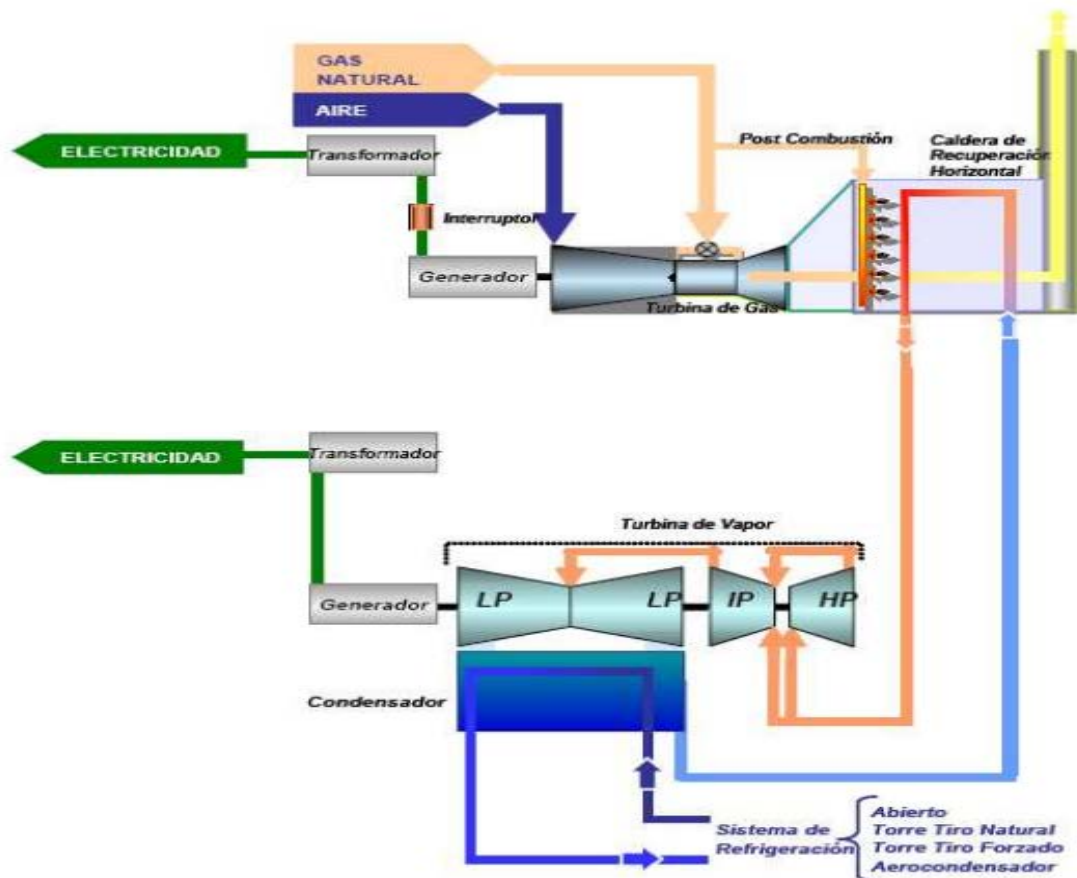 GAS
NATURAL
AIRE
ELECTRICIDAD
Transformador
Post Combustión
Caldera de
Recuperación
Horizontal
Interruptor
Generador
Turbina de Gas
ELECTRICIDAD
Transformador
Turbina de Vapor
Generador
LP
LP
IP
HP
Condensador
Sistema de
Refrigeración
Abierto
Torre Tiro Natural
Torre Tiro Forzado
Aerocondensador